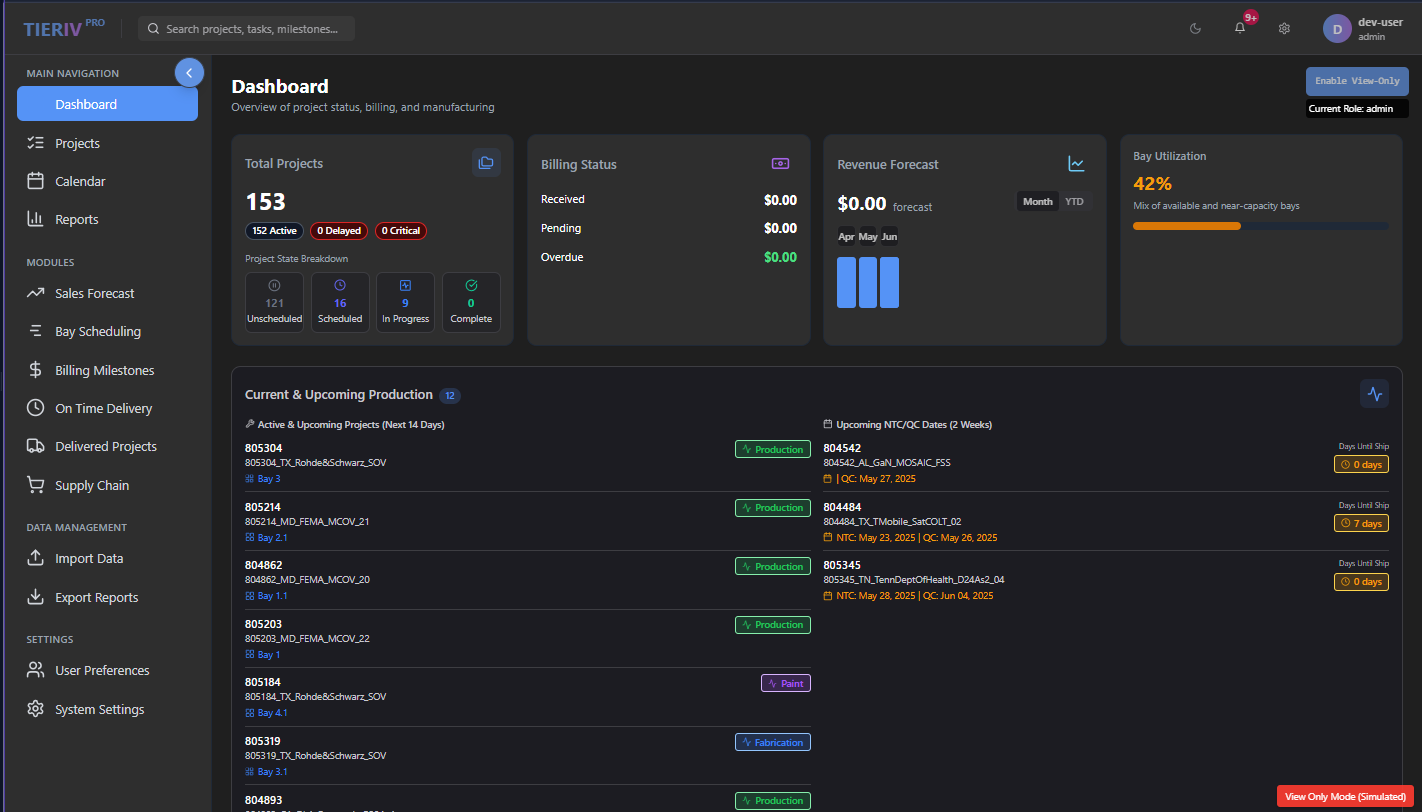 TIERIV PRO
Search projects, tasks, milestones...
9+
D
dev-user
admin
MAIN NAVIGATION
Dashboard
Projects
Calendar
Reports
MODULES
Sales Forecast
Bay Scheduling
Billing Milestones
On Time Delivery
Delivered Projects
Supply Chain
DATA MANAGEMENT
Import Data
Export Reports
SETTINGS
User Preferences
System Settings
Dashboard
Overview of project status, billing, and manufacturing
Enable View-Only
Current Role: admin
Total Projects
153
152 Active 0 Delayed 0 Critical
Project State Breakdown
121 Unscheduled
16 Scheduled
9 In Progress
0 Complete
Billing Status
Received $0.00
Pending $0.00
Overdue $0.00
Revenue Forecast
$0.00 forecast
Month YTD
Apr May Jun
Bay Utilization
42%
Mix of available and near-capacity bays
Current & Upcoming Production 12
Active & Upcoming Projects (Next 14 Days)
805304 Production
805304_TX_Rohde&Schwarz_SOV
Bay 3
805214 Production
805214_MD_FEMA_MCOV_21
Bay 2.1
804862 Production
804862_MD_FEMA_MCOV_20
Bay 1.1
805203 Production
805203_MD_FEMA_MCOV_22
Bay 1
805184 Paint
805184_TX_Rohde&Schwarz_SOV
Bay 4.1
805319 Fabrication
805319_TX_Rohde&Schwarz_SOV
Bay 3.1
804893 Production
Upcoming NTC/QC Dates (2 Weeks)
804542 Days Until Ship
804542_AL_GaN_MOSAIC_FSS 0 days
| QC: May 27, 2025
804484 Days Until Ship
804484_TX_TMobile_SatCOLT_02 7 days
NTC: May 23, 2025 | QC: May 26, 2025
805345 Days Until Ship
805345_TN_TennDeptOfHealth_D24As2_04 0 days
NTC: May 28, 2025 | QC: Jun 04, 2025
View Only Mode (Simulated)